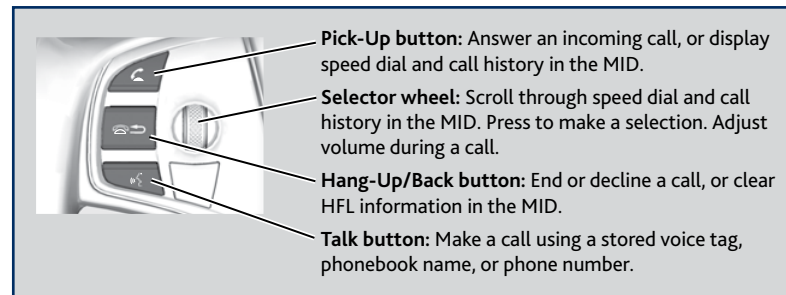 Pick-Up button: Answer an incoming call, or display
speed dial and call history in the MID.
Selector wheel: Scroll through speed dial and call
history in the MID. Press to make a selection. Adjust
volume during a call.
Hang-Up/Back button: End or decline a call, or clear
HFL information in the MID.
Talk button: Make a call using a stored voice tag,
phonebook name, or phone number.